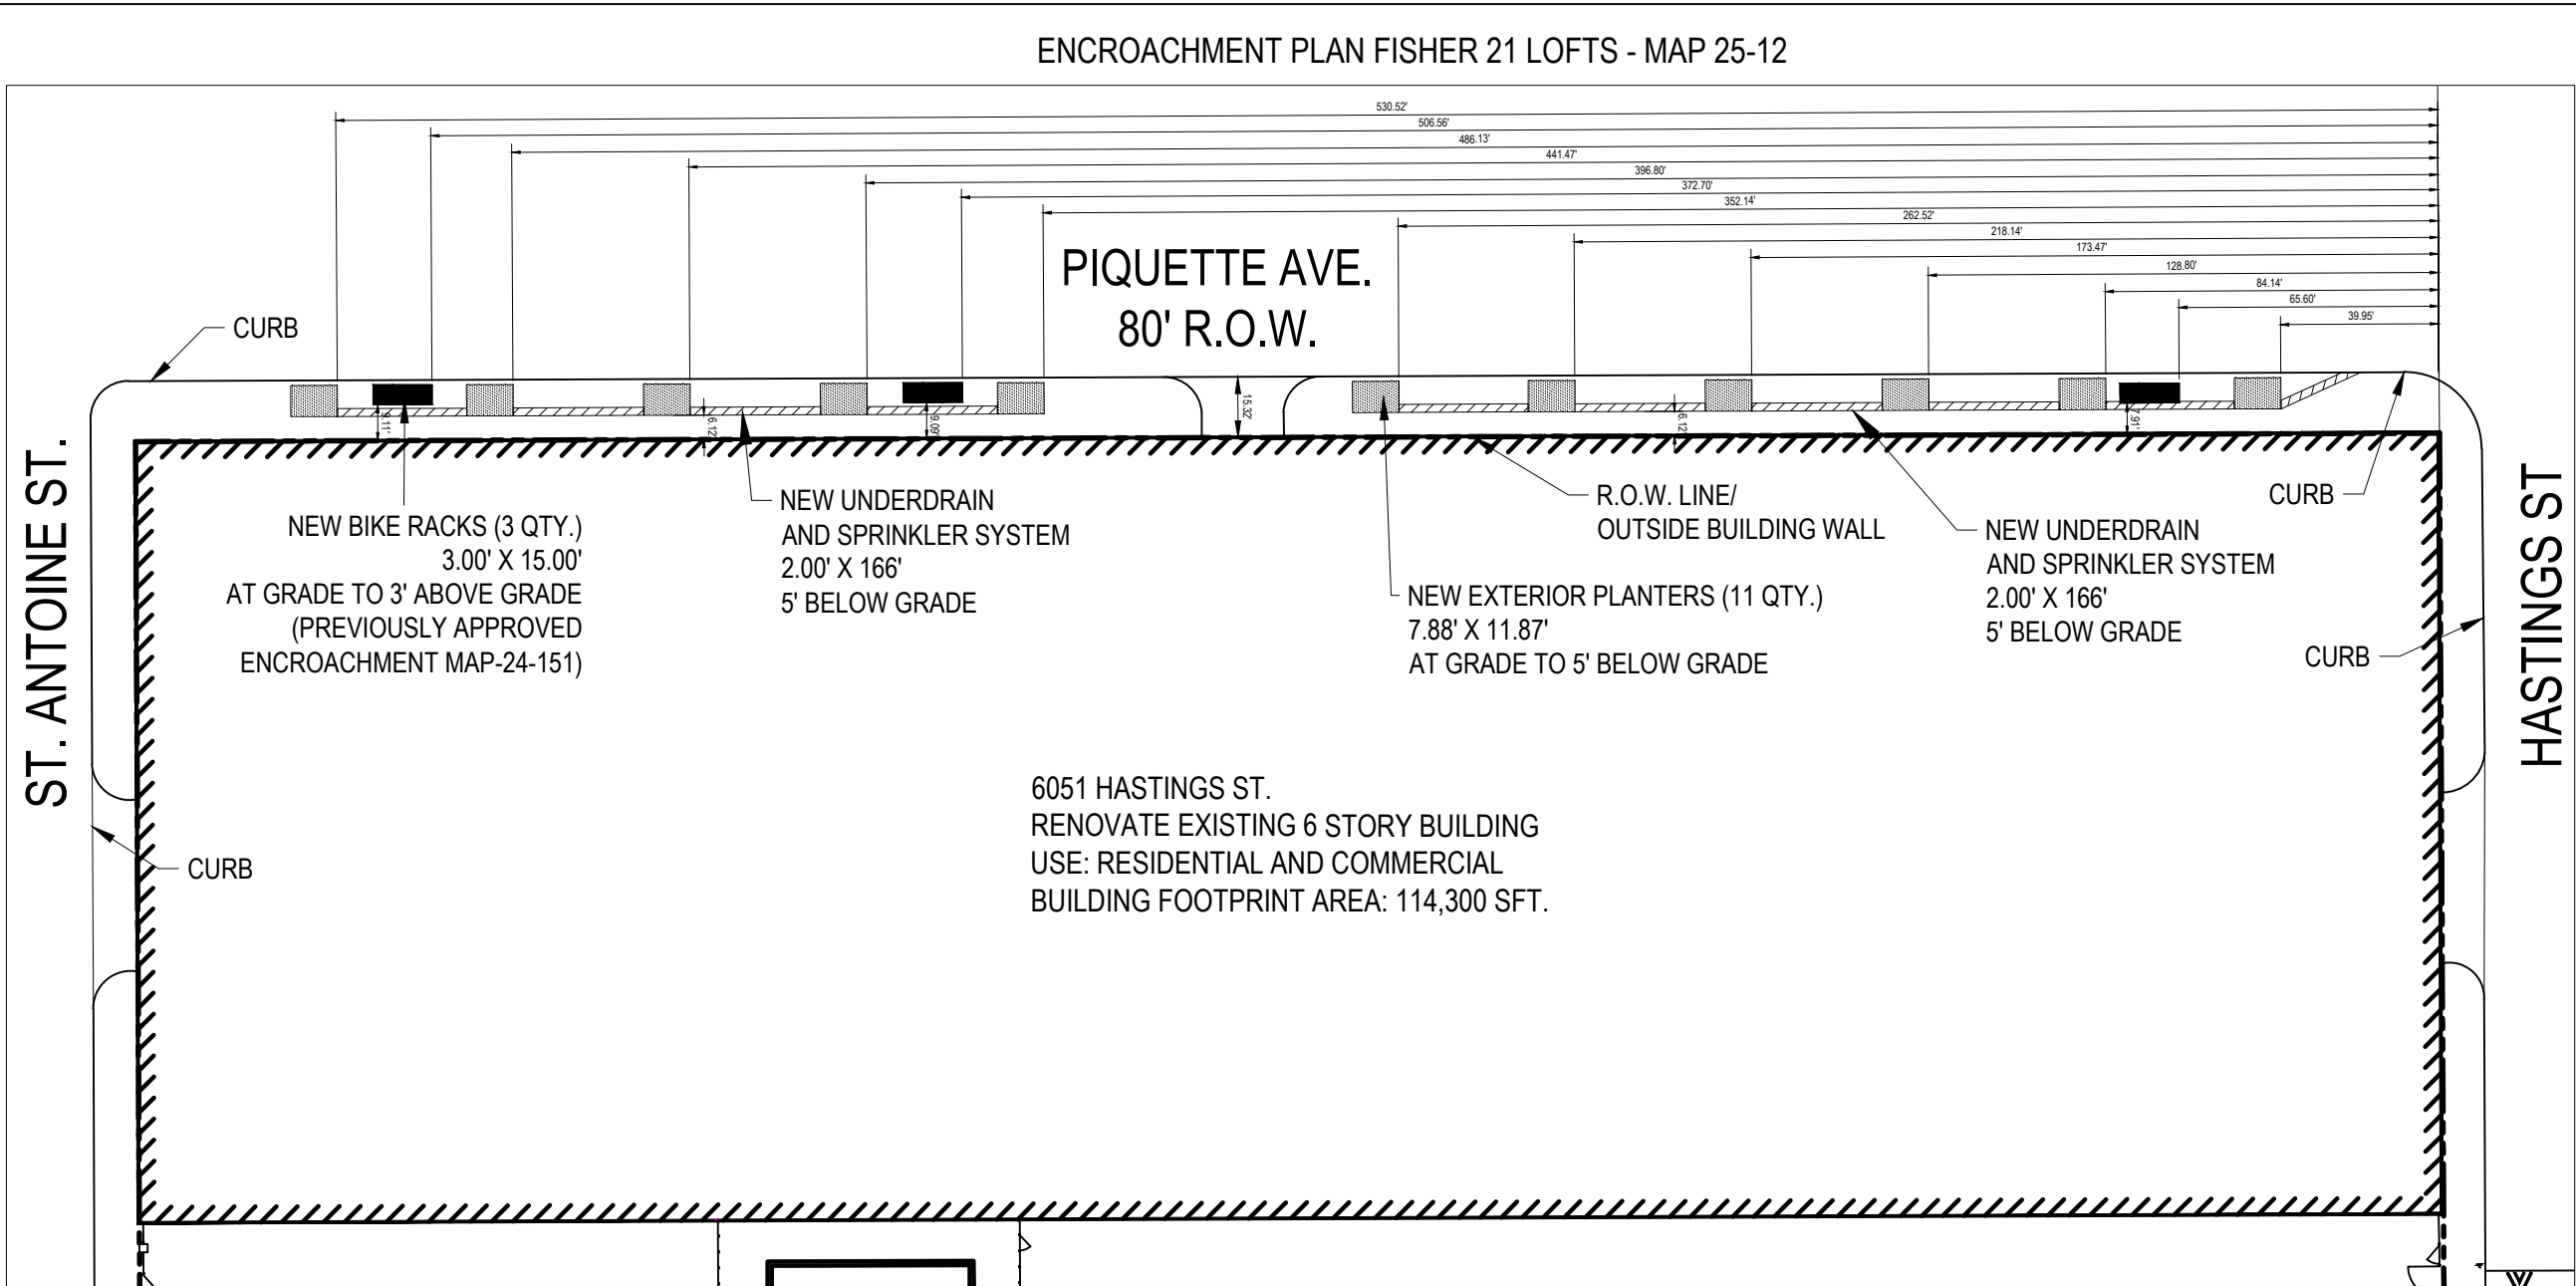 ENCROACHMENT PLAN FISHER 21 LOFTS - MAP 25-12
530.52'
506.56'
486.13'
441.47'
396.80'
372.70'
352.14'
262.52'
218.14'
173.47'
128.80'
84.14'
65.60'
39.95'
PIQUETTE AVE.
80' R.O.W.
CURB
9.11'
6.12'
9.09'
15.32'
6.12'
7.91'
ST. ANTOINE ST.
NEW BIKE RACKS (3 QTY.)
3.00' X 15.00'
AT GRADE TO 3' ABOVE GRADE
(PREVIOUSLY APPROVED
ENCROACHMENT MAP-24-151)
NEW UNDERDRAIN
AND SPRINKLER SYSTEM
2.00' X 166'
5' BELOW GRADE
R.O.W. LINE/
OUTSIDE BUILDING WALL
NEW EXTERIOR PLANTERS (11 QTY.)
7.88' X 11.87'
AT GRADE TO 5' BELOW GRADE
NEW UNDERDRAIN
AND SPRINKLER SYSTEM
2.00' X 166'
5' BELOW GRADE
CURB
CURB
HASTINGS ST
6051 HASTINGS ST.
RENOVATE EXISTING 6 STORY BUILDING
USE: RESIDENTIAL AND COMMERCIAL
BUILDING FOOTPRINT AREA: 114,300 SFT.
CURB